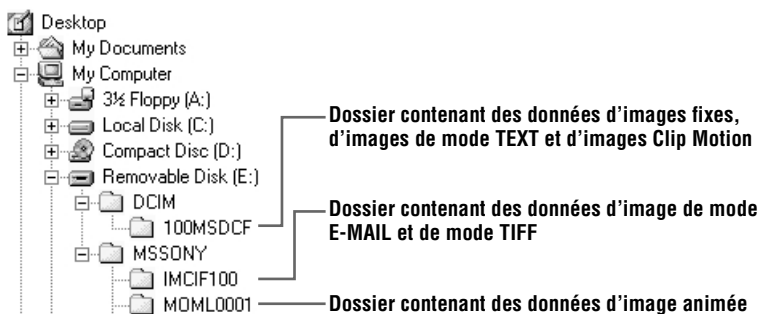 Desktop
My Documents
My Computer
3½ Floppy (A:)
Local Disk (C:)
Compact Disc (D:)
Removable Disk (E:)
DCIM
100MSDCF
MSSONY
IMCIF100
MOML0001
Dossier contenant des données d’images fixes,
d’images de mode TEXT et d’images Clip Motion
Dossier contenant des données d’image de mode
E-MAIL et de mode TIFF
Dossier contenant des données d’image animée